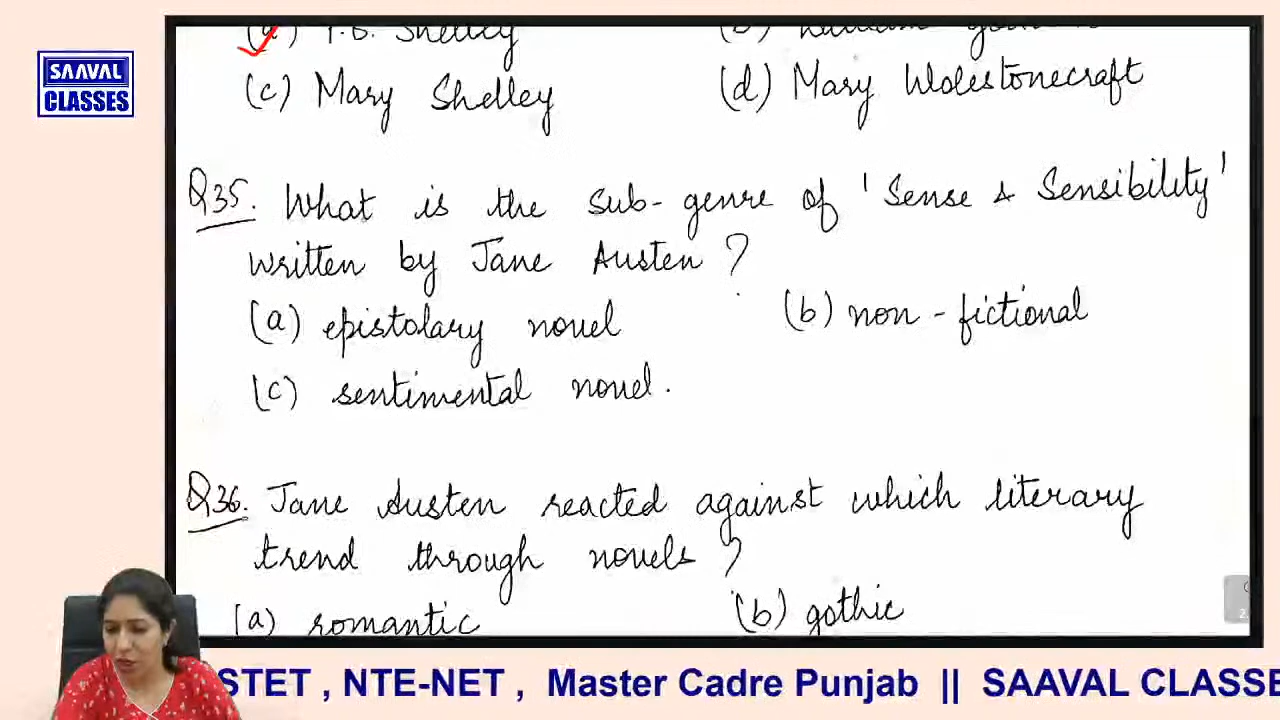 SAAVAL
CLASSES
P.B. Shelley
(c) Mary Shelley (d) Mary Wolestonecraft
Q35. What is the sub-genre of 'Sense & Sensibility'
written by Jane Austen ?
(a) epistolary novel (b) non-fictional
(c) sentimental novel.
Q36. Jane Austen reacted against which literary
trend through novels ?
(a) romantic (b) gothic
STET , NTE-NET , Master Cadre Punjab || SAAVAL CLASSE